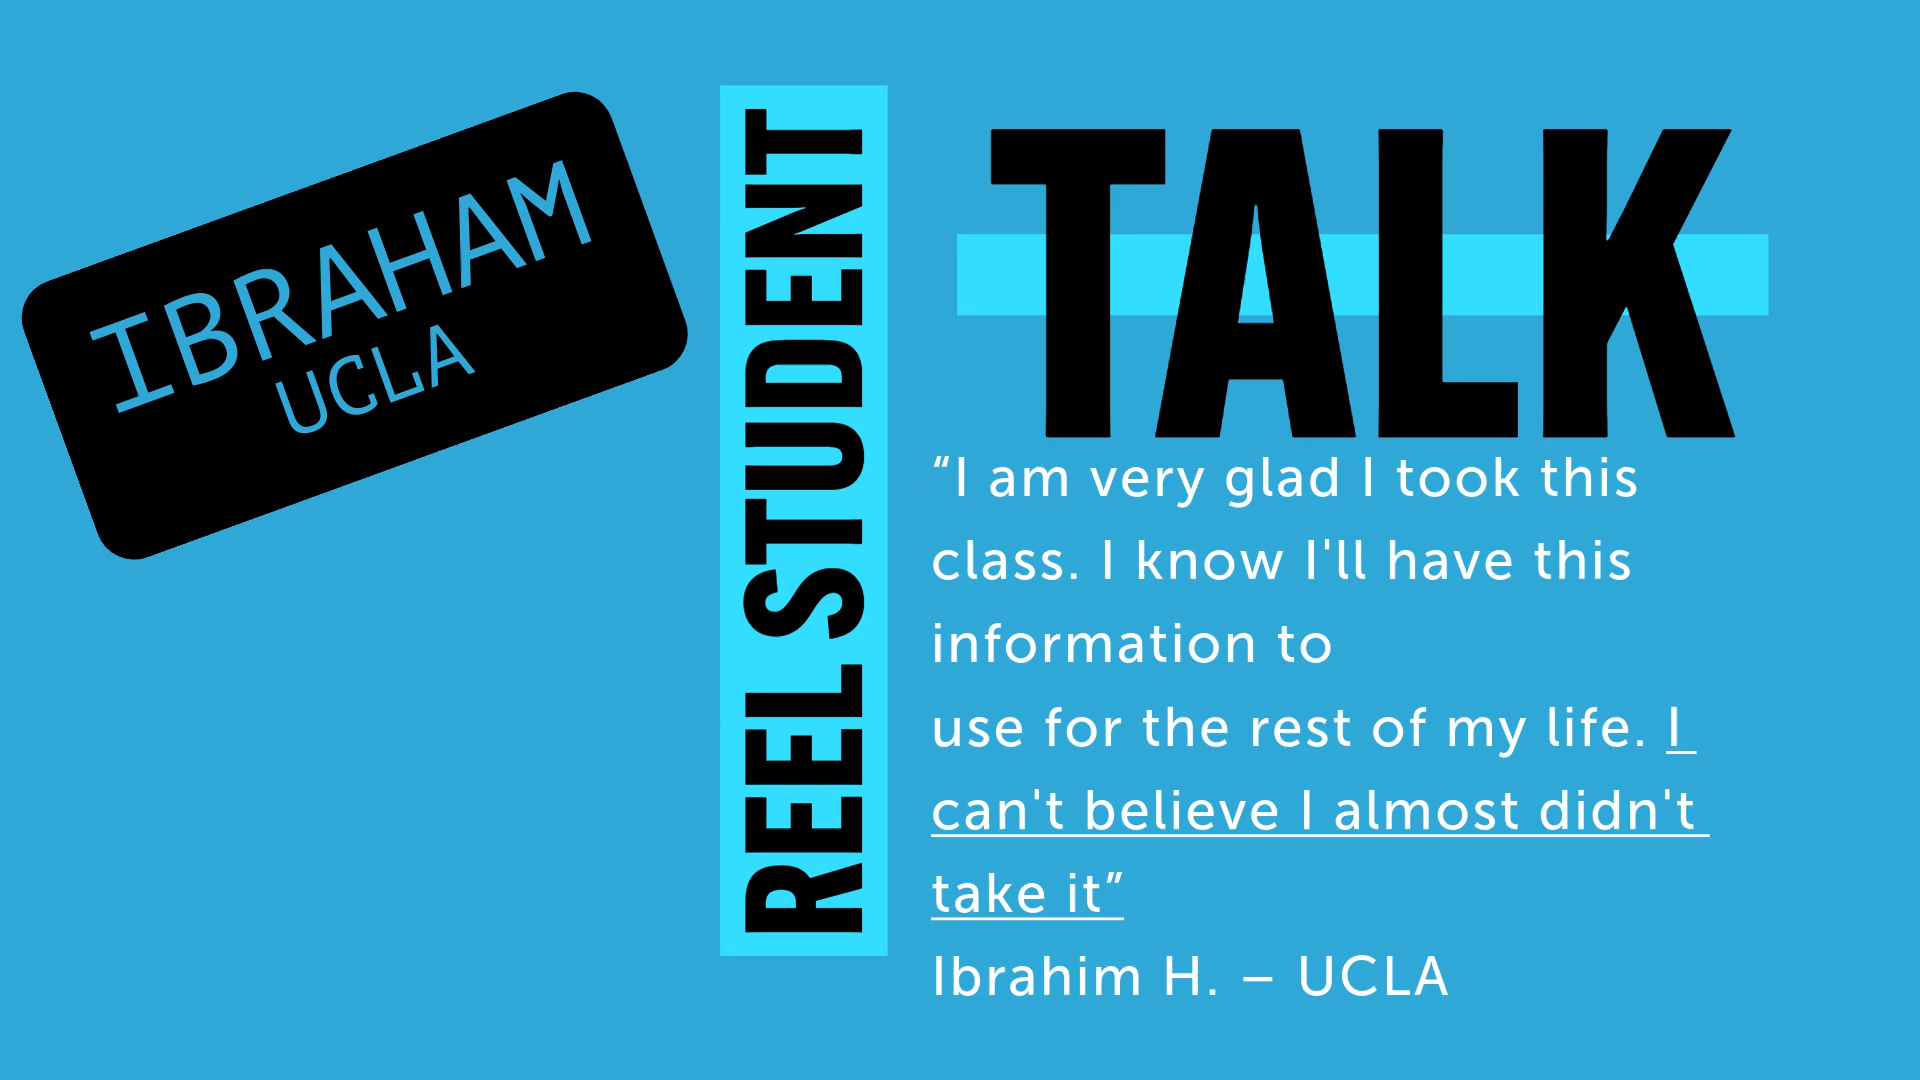 IBRAHAM
UCLA
REEL STUDENT
TALK
“I am very glad I took this
class. I know I'll have this
information to
use for the rest of my life. I
can't believe I almost didn't
take it”
Ibrahim H. – UCLA